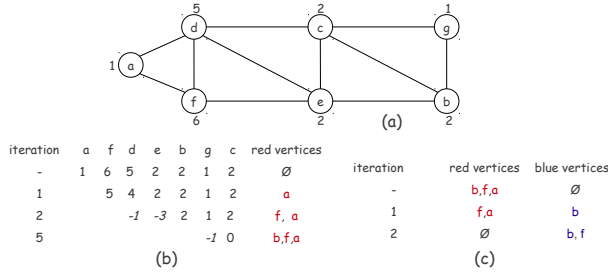 5 2 1
d c g
1 a
f e b
6 2 (a) 2
iteration a f d e b g c red vertices
- 1 6 5 2 2 1 2 Ø
1 5 4 2 2 1 2 a
2 -1 -3 2 1 2 f, a
5 -1 0 b,f,a
(b)
iteration red vertices blue vertices
- b,f,a Ø
1 f,a b
2 Ø b, f
(c)